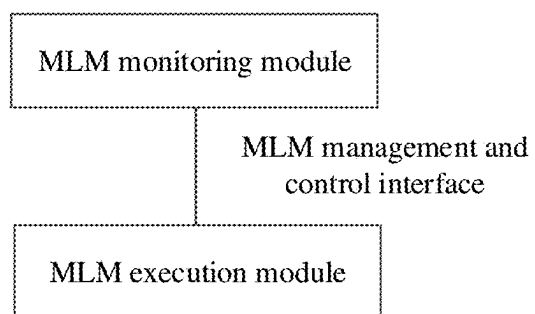 MLM monitoring module
MLM management and
control interface
MLM execution module